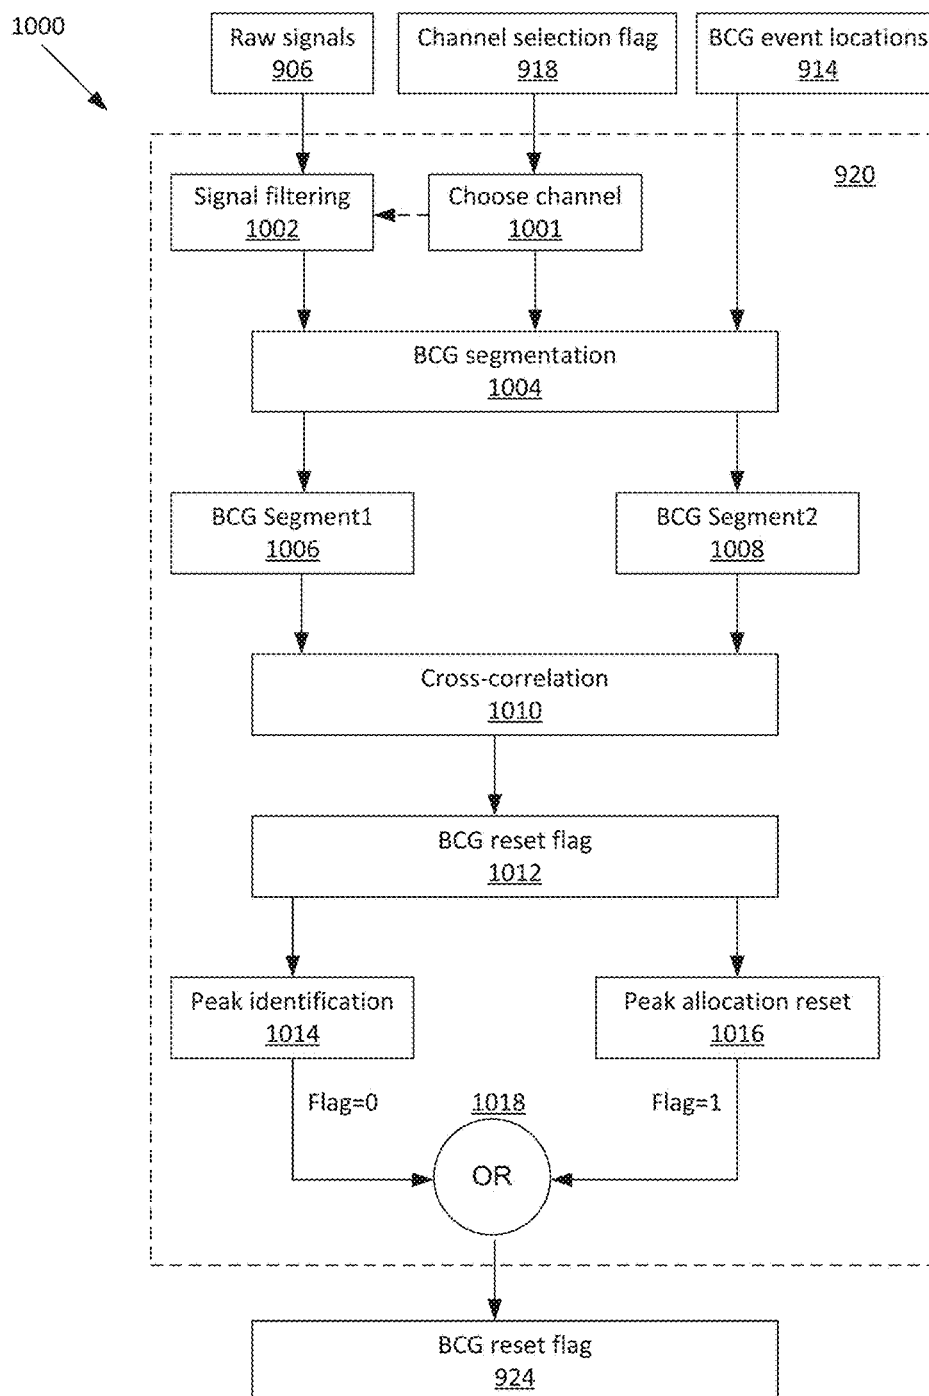 1000
Raw signals
906
Channel selection flag
918
BCG event locations
914
920
Signal filtering
1002
Choose channel
1001
BCG segmentation
1004
BCG Segment1
1006
BCG Segment2
1008
Cross-correlation
1010
BCG reset flag
1012
Peak identification
1014
Peak allocation reset
1016
Flag=0
1018
Flag=1
OR
BCG reset flag
924